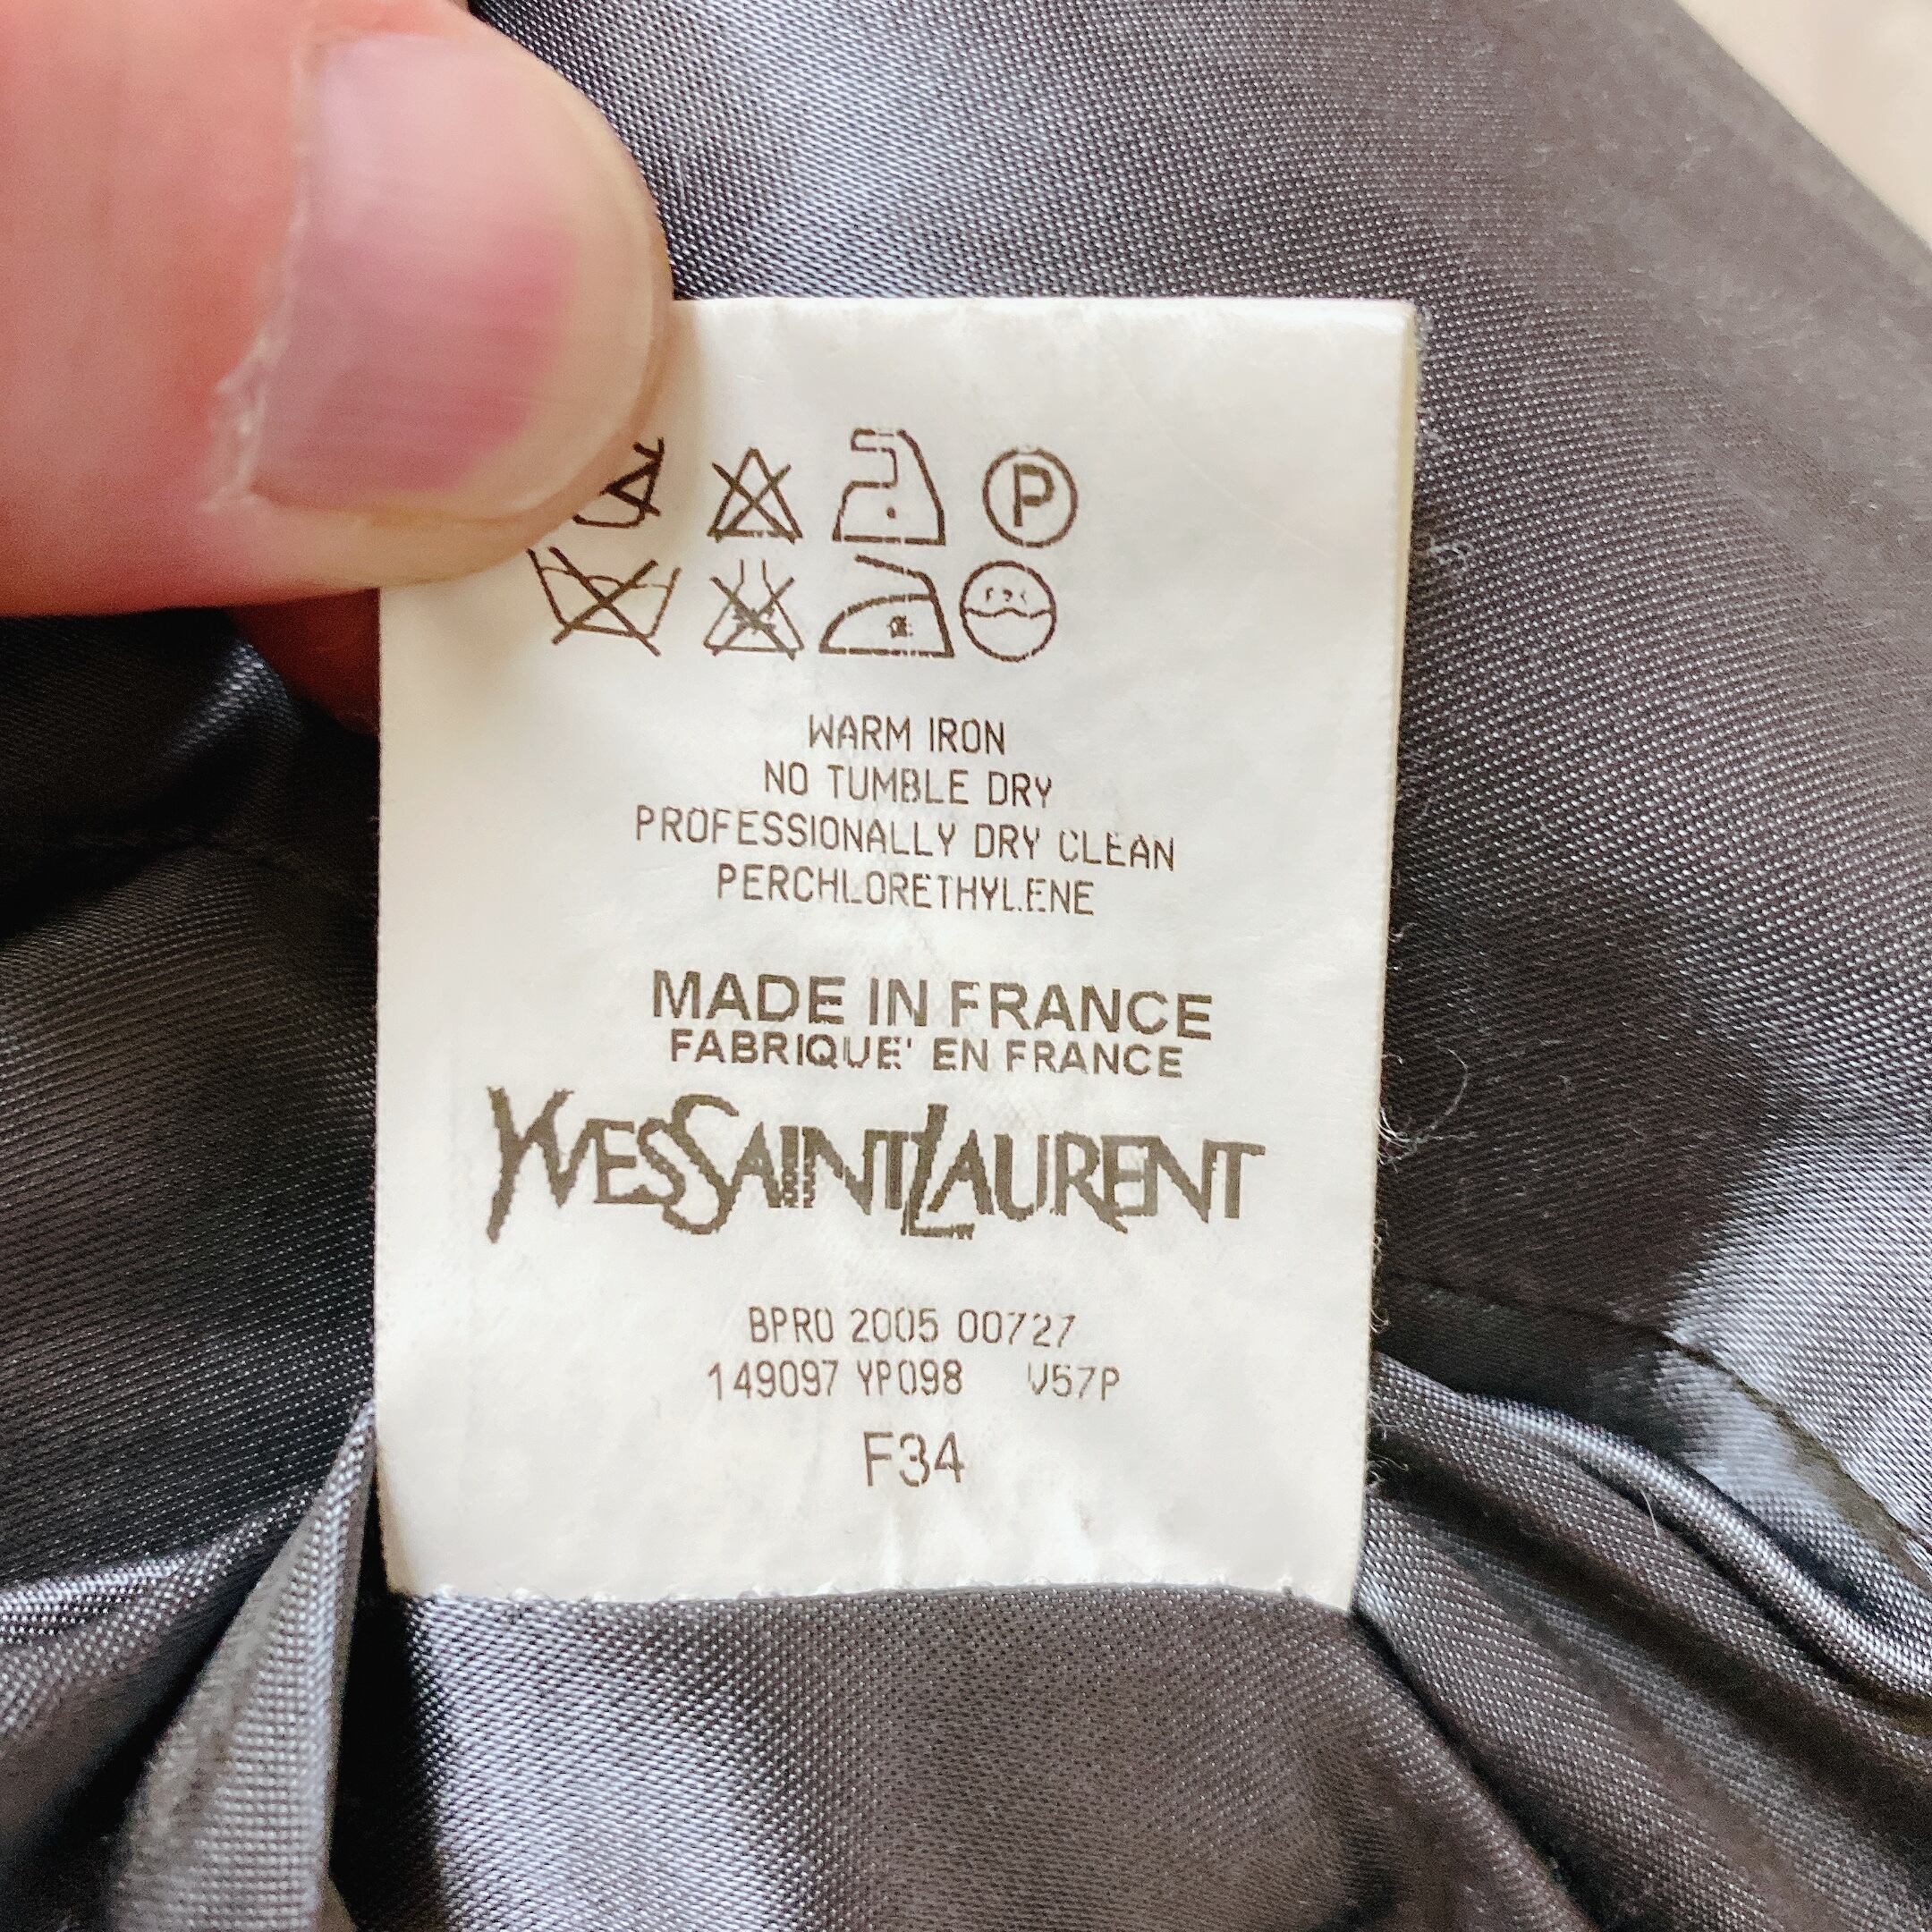 P
WARM IRON
NO TUMBLE DRY
PROFESSIONALLY DRY CLEAN
PERCHLORETHYLENE
MADE IN FRANCE
FABRIQUE' EN FRANCE
YVESSAINTLAURENT
BPRO 2005 00727
149097 YP098 V57P
F34